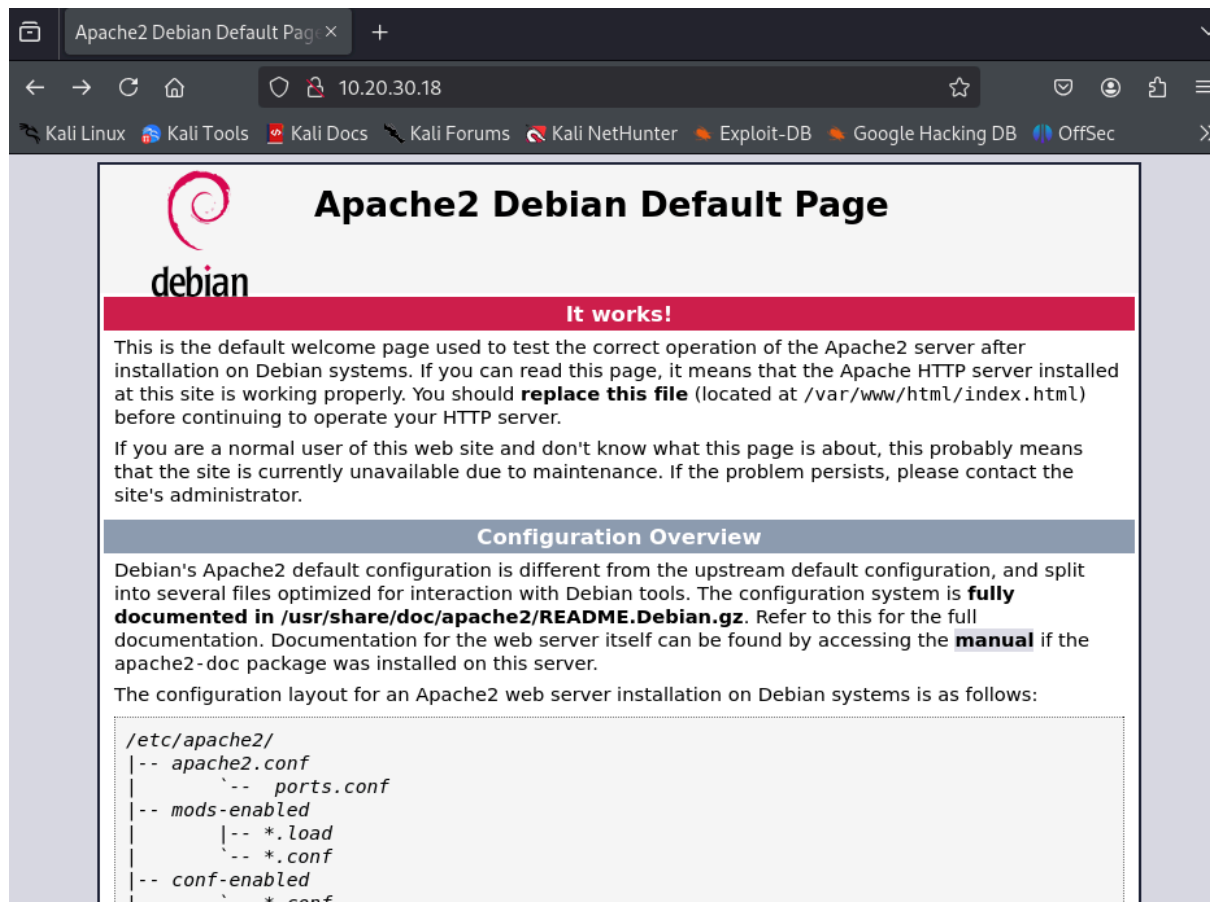 Apache2 Debian Default Pag
10.20.30.18
Kali Linux Kali Tools Kali Docs Kali Forums Kali NetHunter Exploit-DB Google Hacking DB OffSec
debian
Apache2 Debian Default Page
It works!
This is the default welcome page used to test the correct operation of the Apache2 server after
installation on Debian systems. If you can read this page, it means that the Apache HTTP server installed
at this site is working properly. You should replace this file (located at /var/www/html/index.html)
before continuing to operate your HTTP server.
If you are a normal user of this web site and don't know what this page is about, this probably means
that the site is currently unavailable due to maintenance. If the problem persists, please contact the
site's administrator.
Configuration Overview
Debian's Apache2 default configuration is different from the upstream default configuration, and split
into several files optimized for interaction with Debian tools. The configuration system is fully
documented in /usr/share/doc/apache2/README.Debian.gz. Refer to this for the full
documentation. Documentation for the web server itself can be found by accessing the manual if the
apache2-doc package was installed on this server.
The configuration layout for an Apache2 web server installation on Debian systems is as follows:
/etc/apache2/
|-- apache2.conf
|       `--  ports.conf
|-- mods-enabled
|       |-- *.load
|       `-- *.conf
|-- conf-enabled
|       `-- *.conf